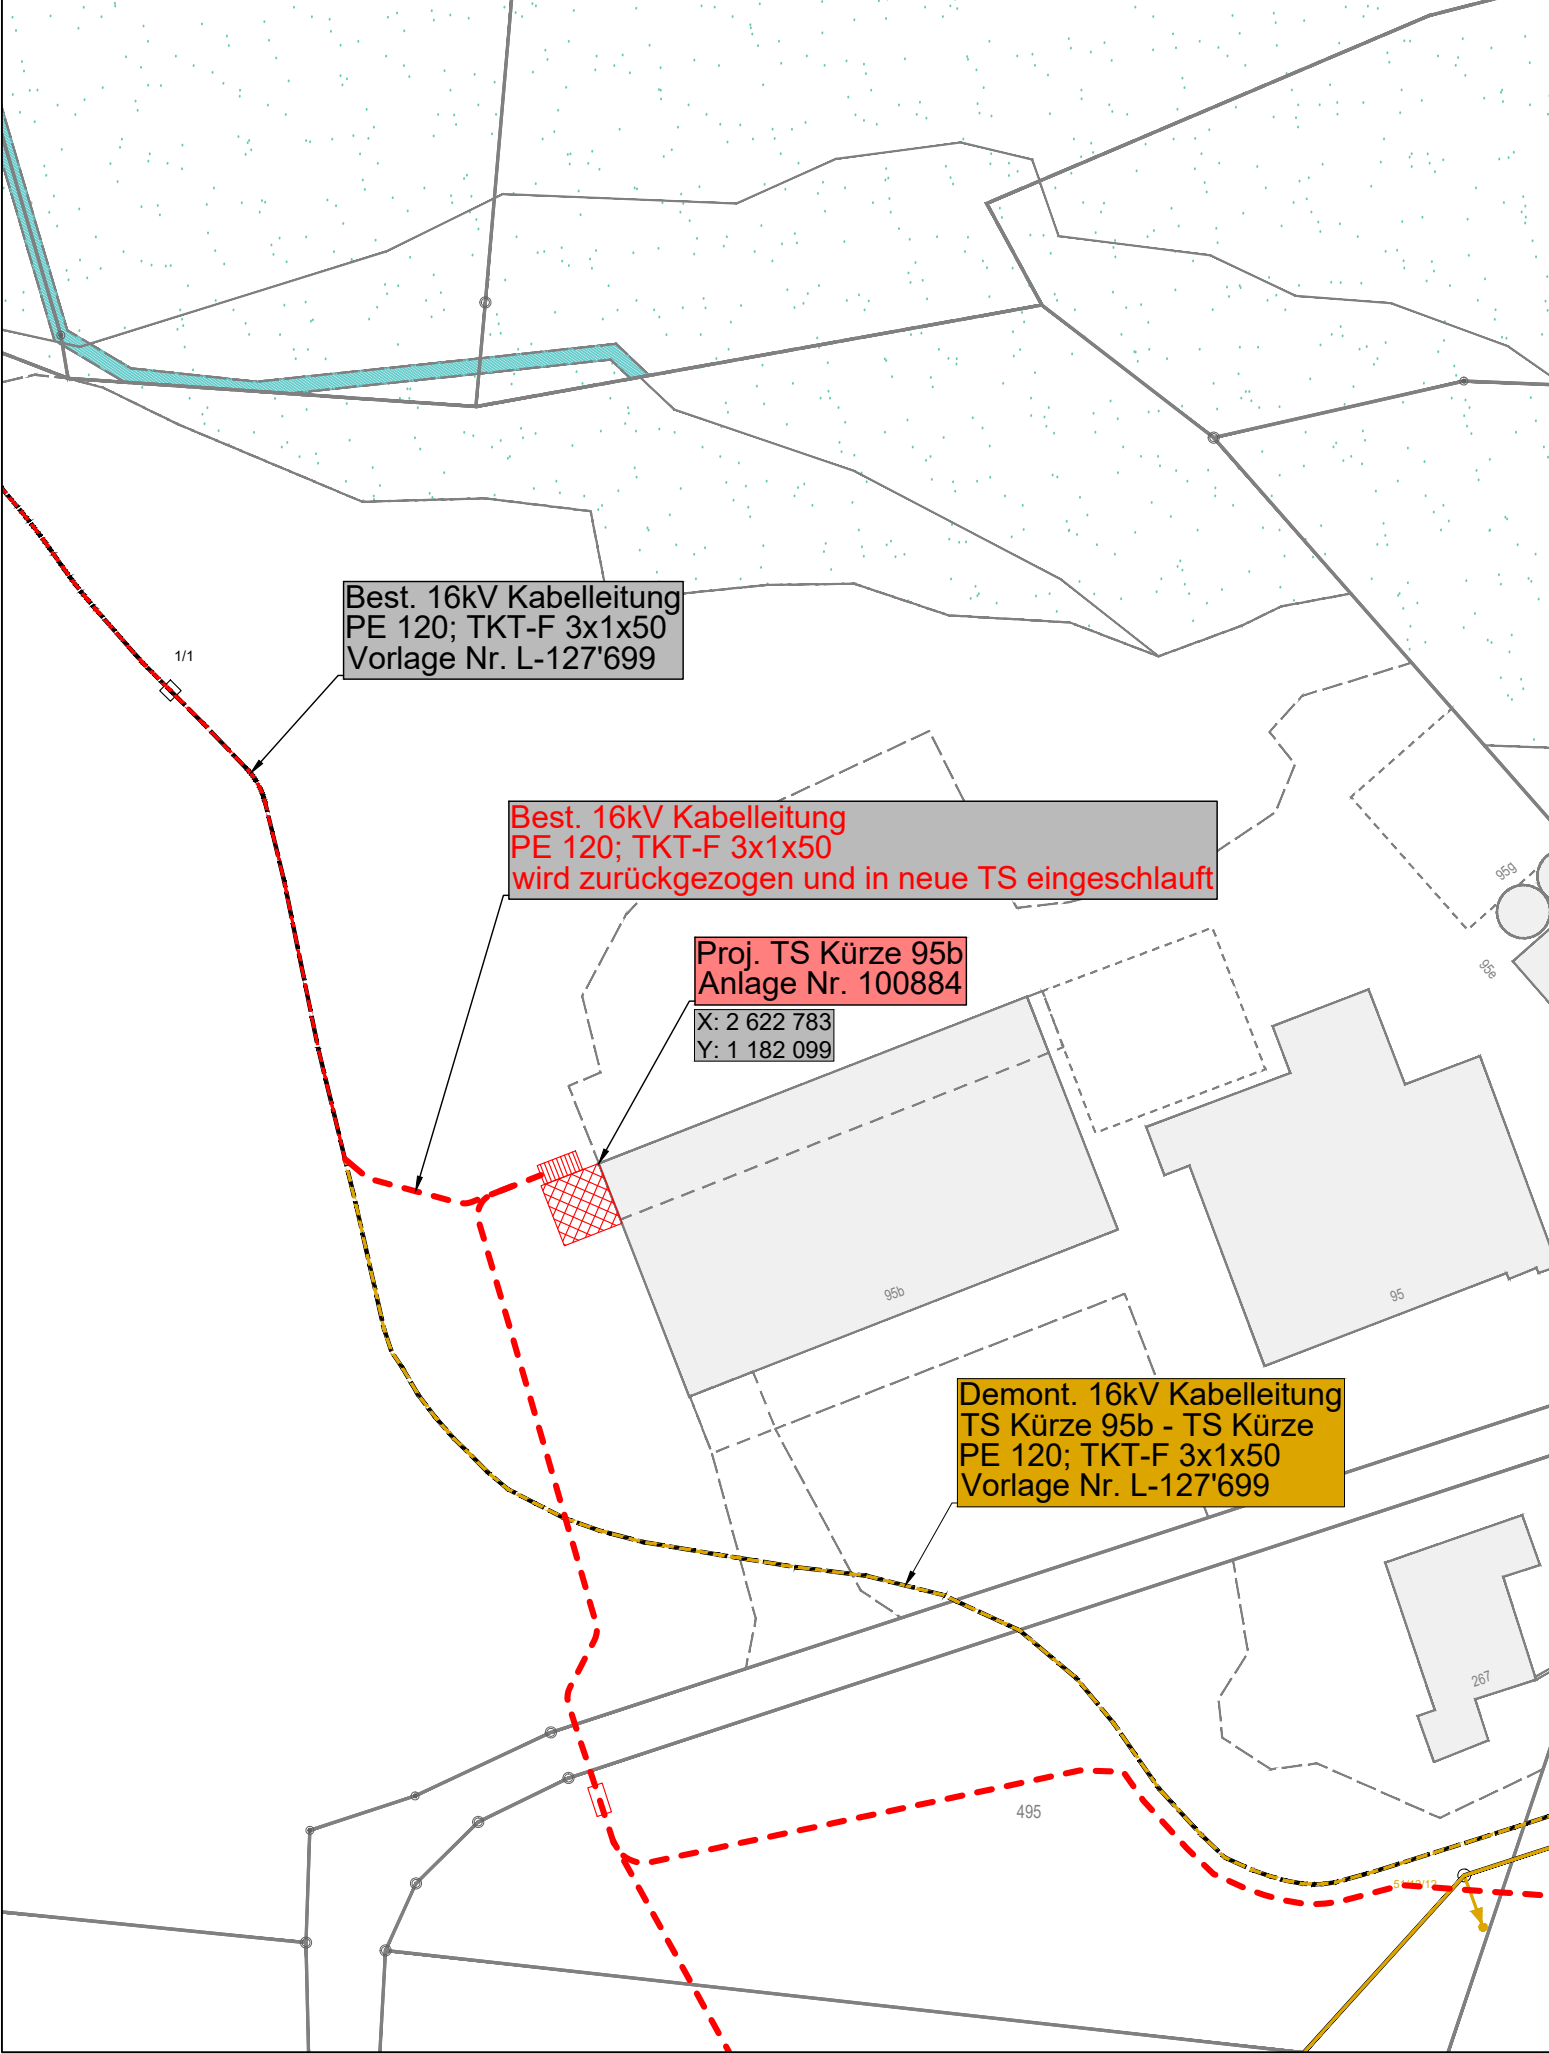 Best. 16kV Kabelleitung
PE 120; TKT-F 3x1x50
Vorlage Nr. L-127'699
1/1
Best. 16kV Kabelleitung
PE 120; TKT-F 3x1x50
wird zurückgezogen und in neue TS eingeschlauft
95g
95e
Proj. TS Kürze 95b
Anlage Nr. 100884
X: 2 622 783
Y: 1 182 099
95b
95
Demont. 16kV Kabelleitung
TS Kürze 95b - TS Kürze
PE 120; TKT-F 3x1x50
Vorlage Nr. L-127'699
267
495